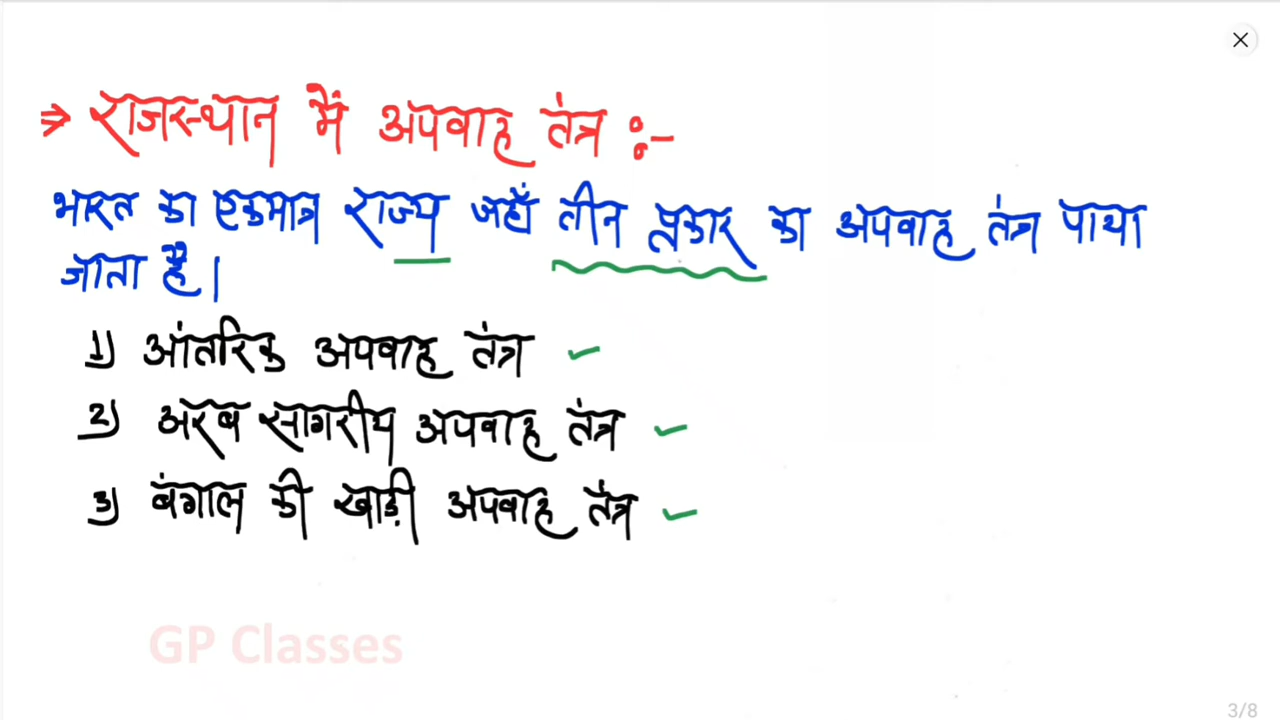 ⇒ राजस्थान में अपवाह तंत्र :-
भारत का एकमात्र राज्य जहाँ तीन प्रकार का अपवाह तंत्र पाया
जाता है।
1) आंतरिक अपवाह तंत्र
2) अरब सागरीय अपवाह तंत्र
3) बंगाल की खाड़ी अपवाह तंत्र
GP Classes
3/8